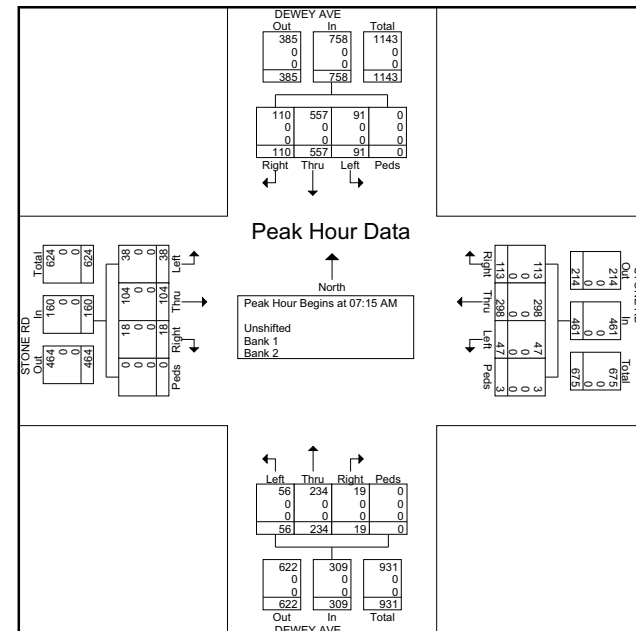 DEWEY AVE
Out In Total
385 758 1143
0 0 0
0 0 0
385 758 1143
110 557 91 0
0 0 0 0
0 0 0 0
110 557 91 0
Right Thru Left Peds
Peak Hour Data
North
Peak Hour Begins at 07:15 AM
Unshifted
Bank 1
Bank 2
STONE RD
Out In Total
464 160 624
0 0 0
0 0 0
464 160 624
38 104 18 0
0 0 0 0
0 0 0 0
38 104 18 0
Left Thru Right Peds
Right Thru Left Peds
113 298 47 3
0 0 0 0
0 0 0 0
113 298 47 3
214 461 675
0 0 0
0 0 0
214 461 675
Out In Total
Left Thru Right Peds
56 234 19 0
0 0 0 0
0 0 0 0
56 234 19 0
622 309 931
0 0 0
0 0 0
622 309 931
Out In Total
DEWEY AVE